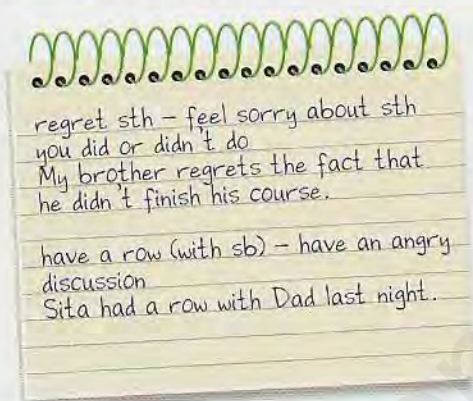 regret sth – feel sorry about sth
you did or didn't do
My brother regrets the fact that
he didn't finish his course.
have a row (with sb) – have an angry
discussion
Sita had a row with Dad last night.